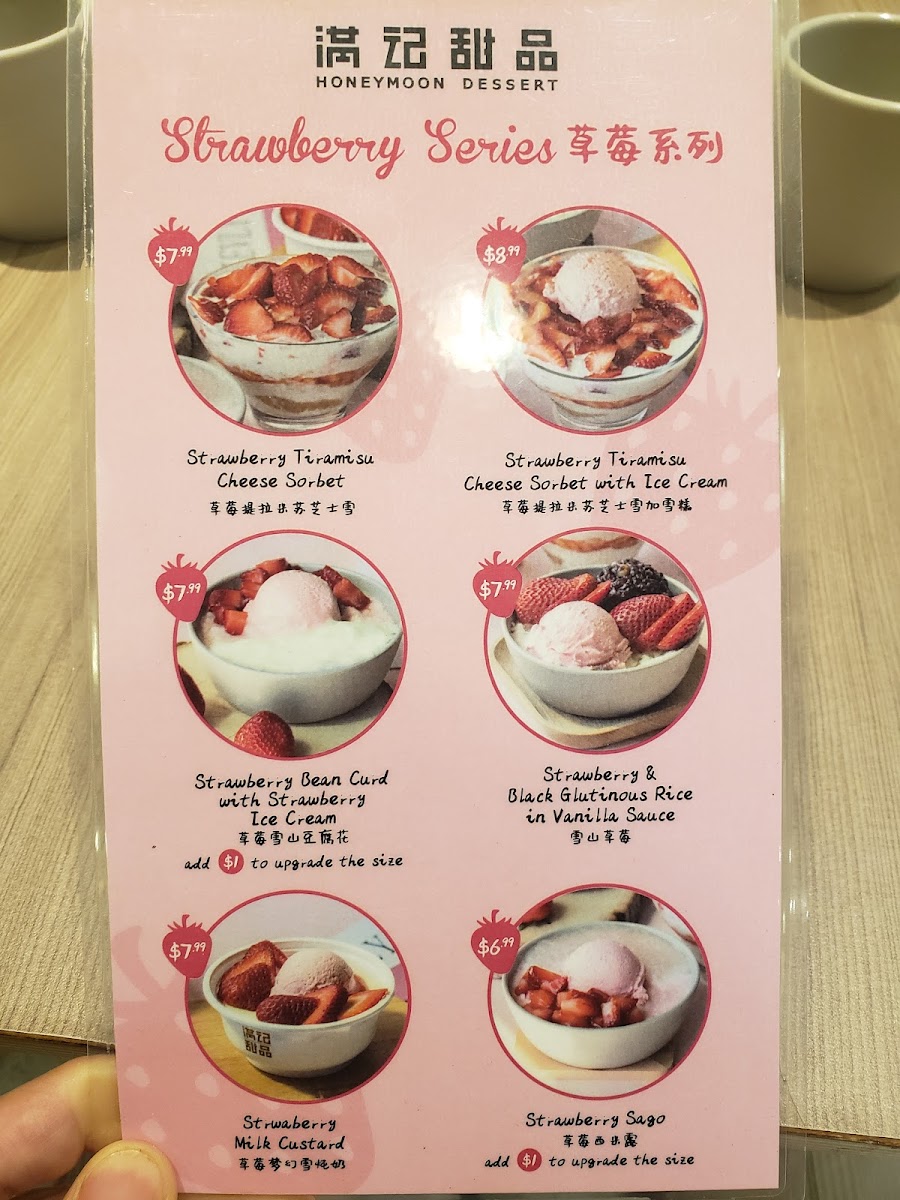 满记甜品
HONEYMOON DESSERT
Strawberry Series 草莓系列
$7.99
$8.99
Strawberry Tiramisu
Cheese Sorbet
草莓提拉米苏芝士雪
Strawberry Tiramisu
Cheese Sorbet with Ice Cream
草莓提拉米苏芝士雪加雪糕
$7.99
$7.99
Strawberry Bean Curd
with Strawberry
Ice Cream
草莓雪山豆腐花
add $1 to upgrade the size
Strawberry &
Black Glutinous Rice
in Vanilla Sauce
雪山草莓
$7.99
满记
甜品
$6.99
Strwaberry
Milk Custard
草莓梦幻雪炖奶
Strawberry Sago
草莓西米露
add $1 to upgrade the size